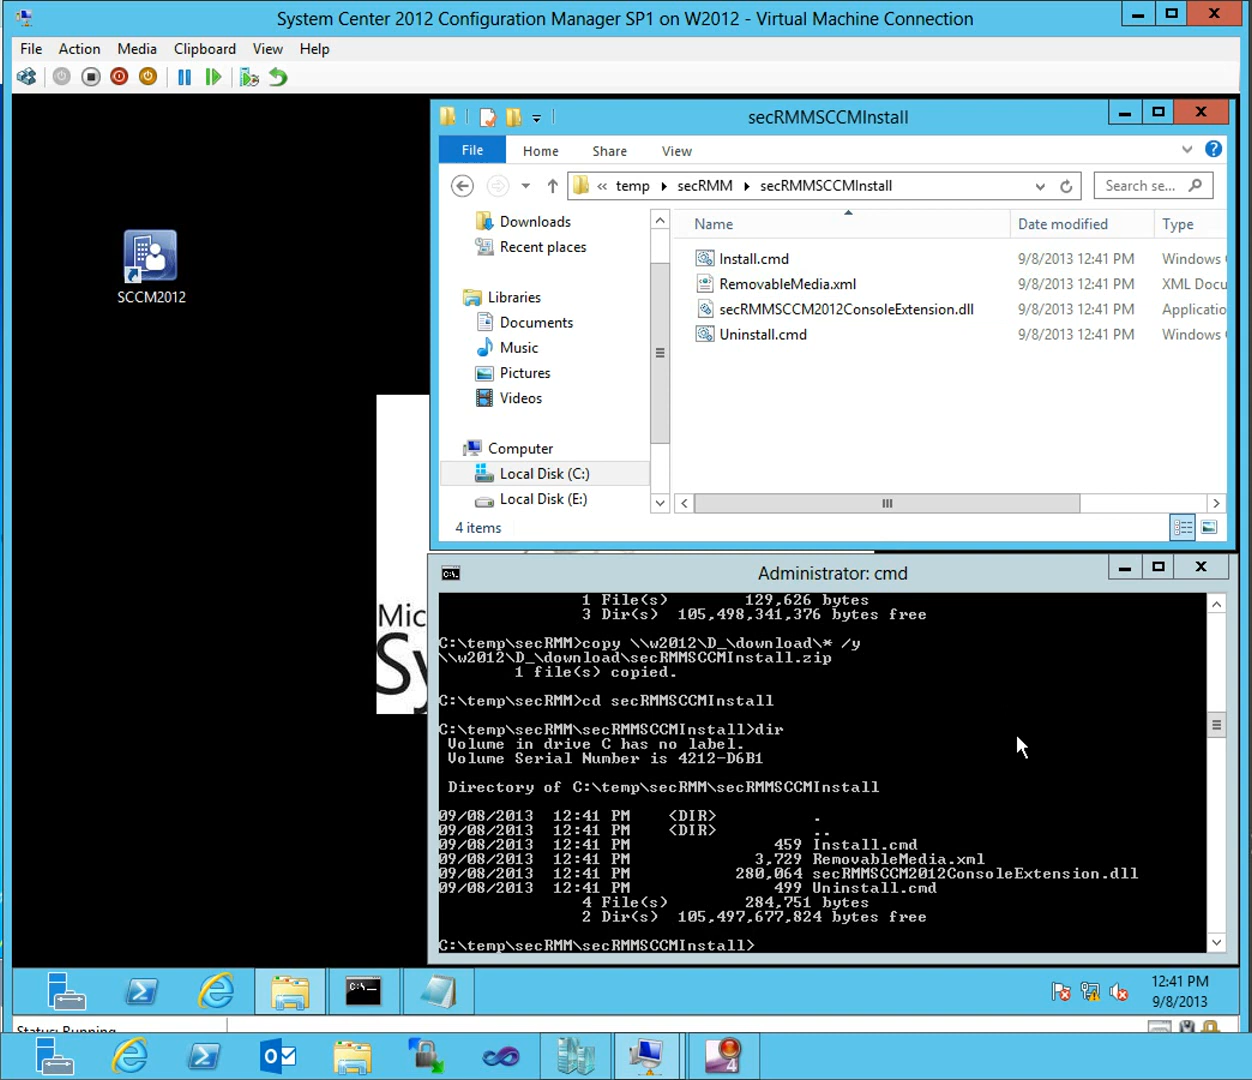 System Center 2012 Configuration Manager SP1 on W2012 - Virtual Machine Connection
File Action Media Clipboard View Help
SCCM2012
secRMMSCCMInstall
File Home Share View
« temp secRMM secRMMSCCMInstall Search se...
Downloads
Recent places
Libraries
Documents
Music
Pictures
Videos
Computer
Local Disk (C:)
Local Disk (E:)
Name Date modified Type
Install.cmd 9/8/2013 12:41 PM Windows
RemovableMedia.xml 9/8/2013 12:41 PM XML Docu
secRMMSCCM2012ConsoleExtension.dll 9/8/2013 12:41 PM Applicatio
Uninstall.cmd 9/8/2013 12:41 PM Windows
4 items
Mic
Sy
Administrator: cmd
1 File(s) 129,626 bytes
3 Dir(s) 105,498,341,376 bytes free
C:\temp\secRMM>copy \\w2012\D_\download\* /y
\\w2012\D_\download\secRMMSCCMInstall.zip
1 file(s) copied.
C:\temp\secRMM>cd secRMMSCCMInstall
C:\temp\secRMM\secRMMSCCMInstall>dir
Volume in drive C has no label.
Volume Serial Number is 4212-D6B1
Directory of C:\temp\secRMM\secRMMSCCMInstall
09/08/2013 12:41 PM <DIR> .
09/08/2013 12:41 PM <DIR> ..
09/08/2013 12:41 PM 459 Install.cmd
09/08/2013 12:41 PM 3,729 RemovableMedia.xml
09/08/2013 12:41 PM 280,064 secRMMSCCM2012ConsoleExtension.dll
09/08/2013 12:41 PM 499 Uninstall.cmd
4 File(s) 284,751 bytes
2 Dir(s) 105,497,677,824 bytes free
C:\temp\secRMM\secRMMSCCMInstall>
12:41 PM
9/8/2013
Status: Running
4